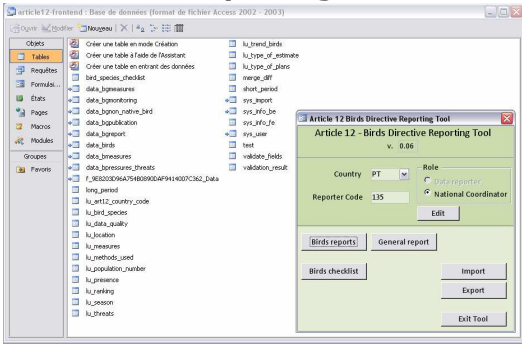 article12-frontend : Base de données (format de fichier Access 2002 - 2003)
Ouvrir Modifier Nouveau
Objets
Tables
Requêtes
Formulai...
États
Pages
Macros
Modules
Groupes
Favoris
Créer une table en mode Création
Créer une table à l'aide de l'Assistant
Créer une table en entrant des données
bird_species_checklist
data_bgmeasures
data_bgmonitoring
data_bgnon_native_bird
data_bgpublication
data_bgreport
data_birds
data_bmeasures
data_bpressures_threats
f_9E8203D96A754B0890DAF9414007C362_Data
long_period
lu_art12_country_code
lu_bird_species
lu_data_quality
lu_location
lu_measures
lu_methods_used
lu_population_number
lu_presence
lu_ranking
lu_season
lu_threats
lu_trend_birds
lu_type_of_estimate
lu_type_of_plans
merge_diff
short_period
sys_import
sys_info_be
sys_info_fe
sys_user
test
validate_fields
validation_result
Article 12 Birds Directive Reporting Tool
Article 12 - Birds Directive Reporting Tool
v. 0.06
Country PT
Reporter Code 135
Role
Data reporter
National Coordinator
Edit
Birds reports General report
Birds checklist
Import
Export
Exit Tool